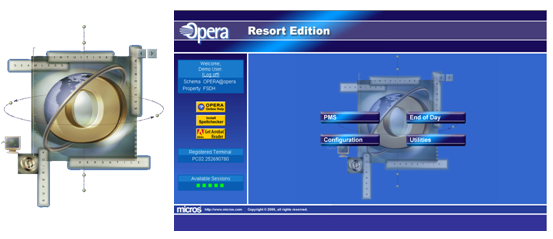 Opera
Resort Edition
Welcome,
Demo User.
[Log off]
Schema OPERA@opera
Property FSDH
OPERA
Online Help
Install
Spellchecker
Get Acrobat
Reader
Registered Terminal
PC02.252690780
Available Sessions
PMS
End of Day
Configuration
Utilities
micros
http://www.micros.com
Copyright © 2006, all rights reserved.